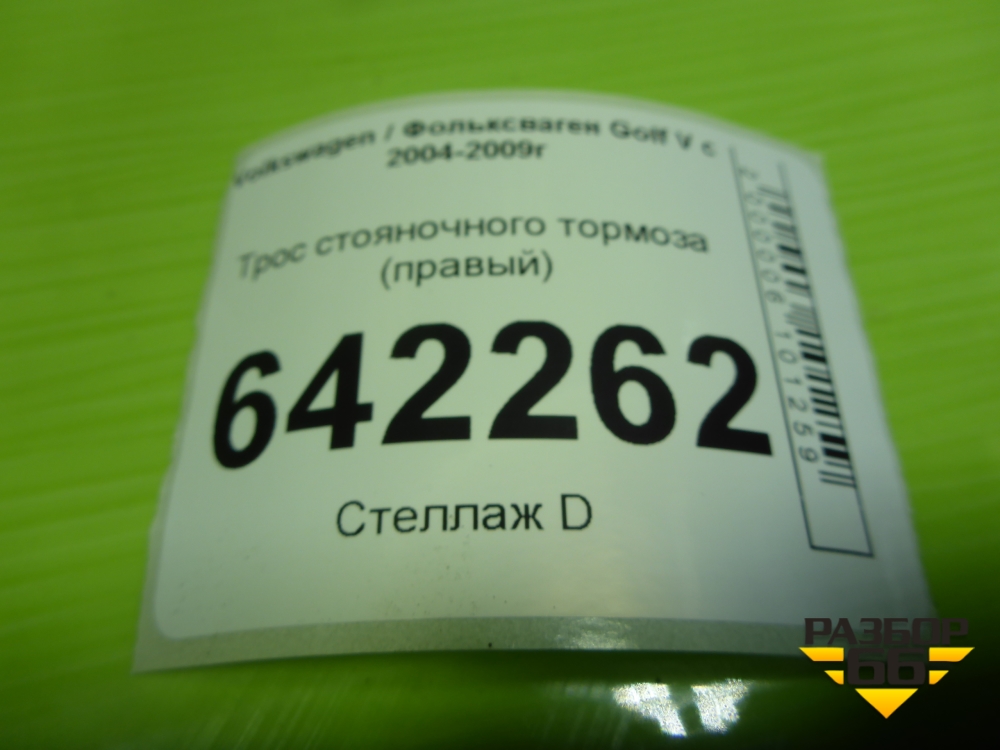 Volkswagen / Фольксваген Golf V с
2004-2009г
Трос стояночного тормоза
(правый)
642262
Стеллаж D
2000006101259
РАЗБОР
66